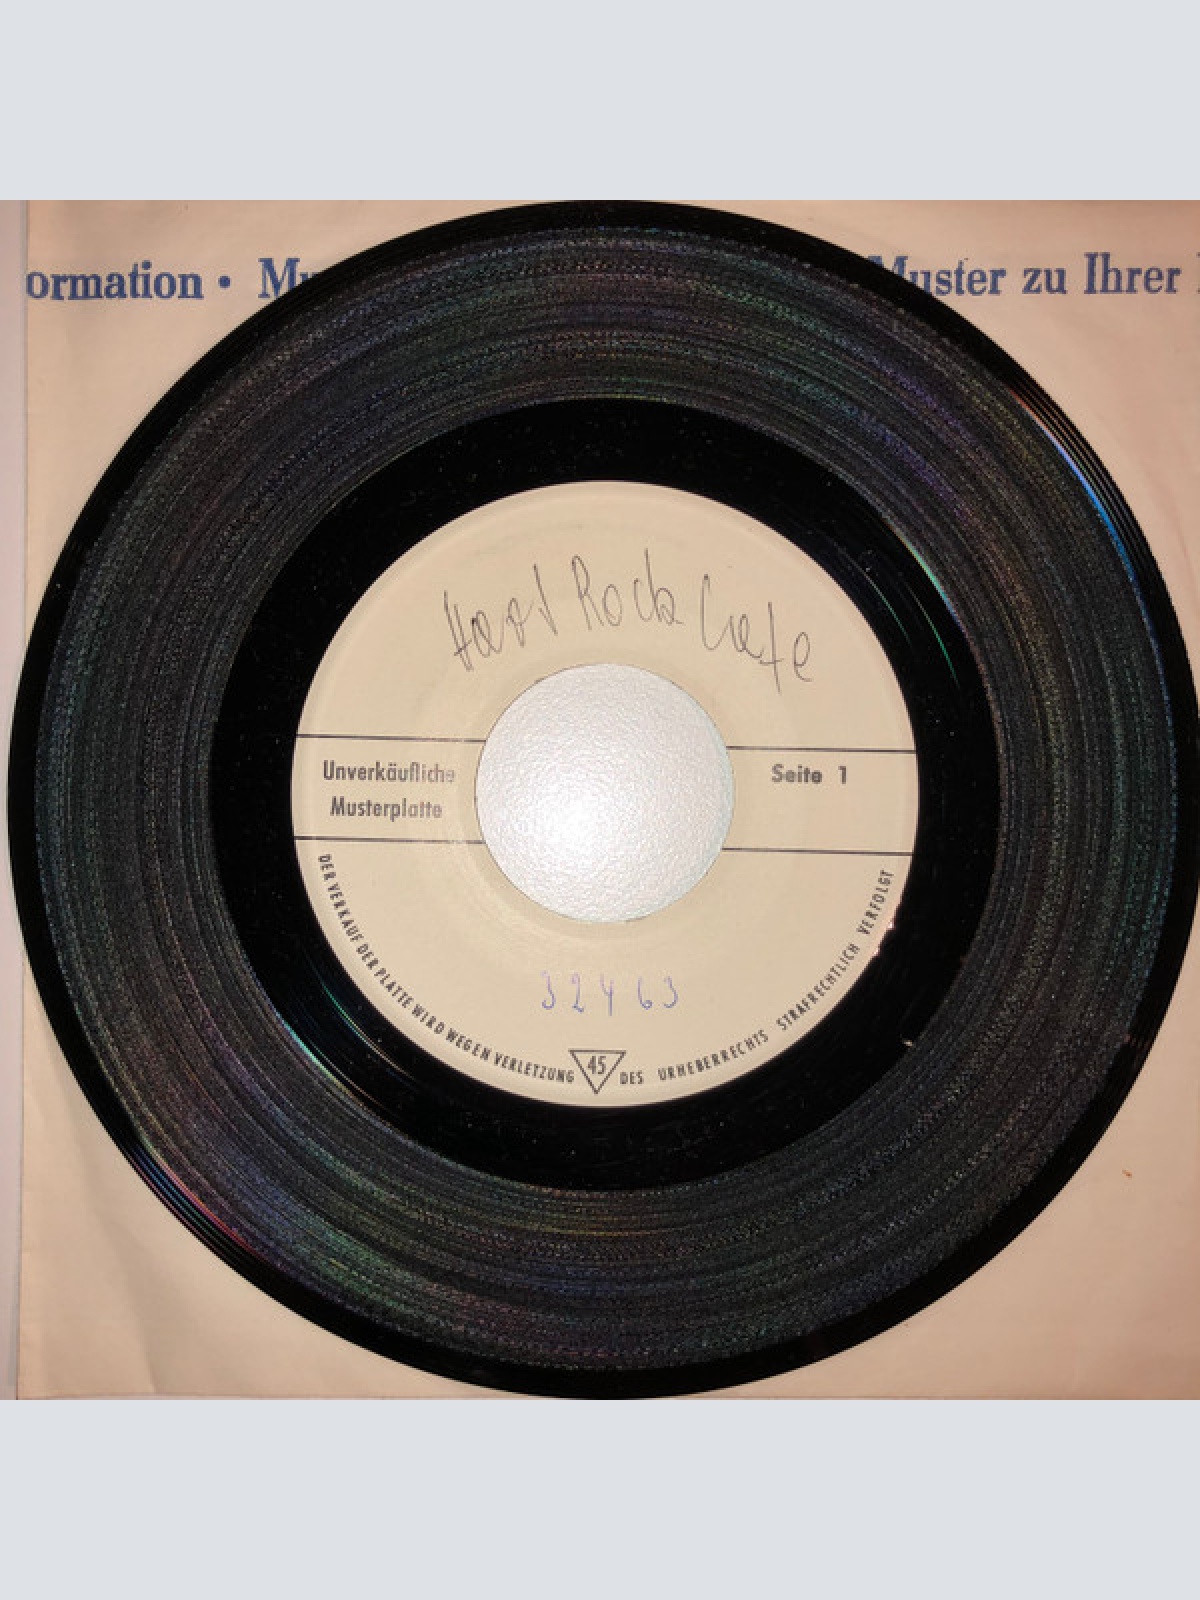 ormation • Mu
Muster zu Ihrer
Hard Rock Cafe
Unverkäufliche
Musterplatte
Seite 1
32463
DER VERKAUF DER PLATTE WIRD WEGEN VERLETZUNG 45 DES URHEBERRECHTS STRAFRECHTLICH VERFOLGT